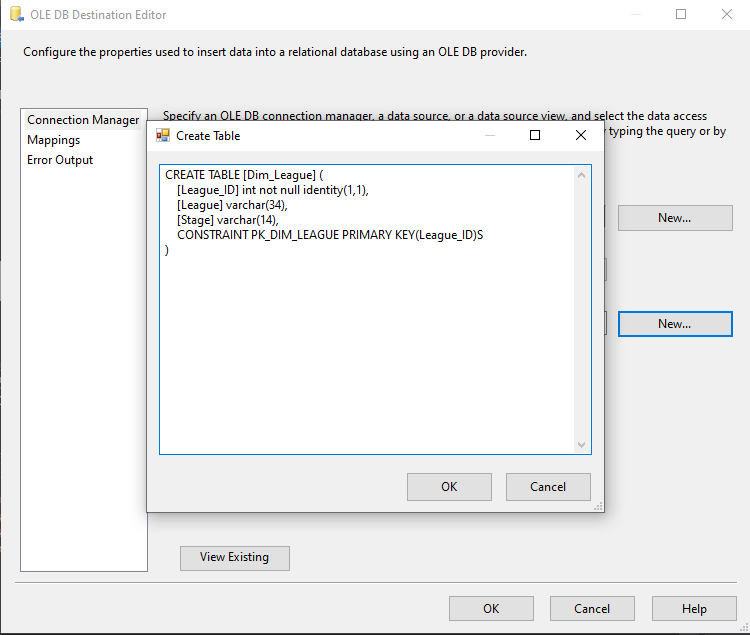 OLE DB Destination Editor
Configure the properties used to insert data into a relational database using an OLE DB provider.
Connection Manager
Mappings
Error Output
Specify an OLE DB connection manager, a data source, or a data source view, and select the data access
typing the query or by
Create Table
CREATE TABLE [Dim_League] (
[League_ID] int not null identity(1,1),
[League] varchar(34),
[Stage] varchar(14),
CONSTRAINT PK_DIM_LEAGUE PRIMARY KEY(League_ID)S
)
New...
New...
OK
Cancel
View Existing
OK
Cancel
Help